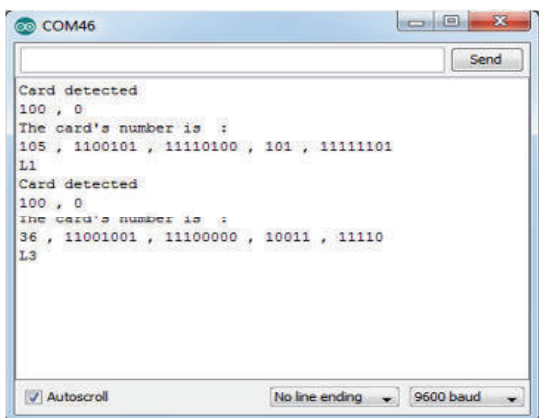 COM46
Send
Card detected
100 , 0
The card's number is  :
105 , 1100101 , 11110100 , 101 , 11111101
L1
Card detected
100 , 0
The card's number is  :
36 , 11001001 , 11100000 , 10011 , 11110
L3
Autoscroll No line ending 9600 baud